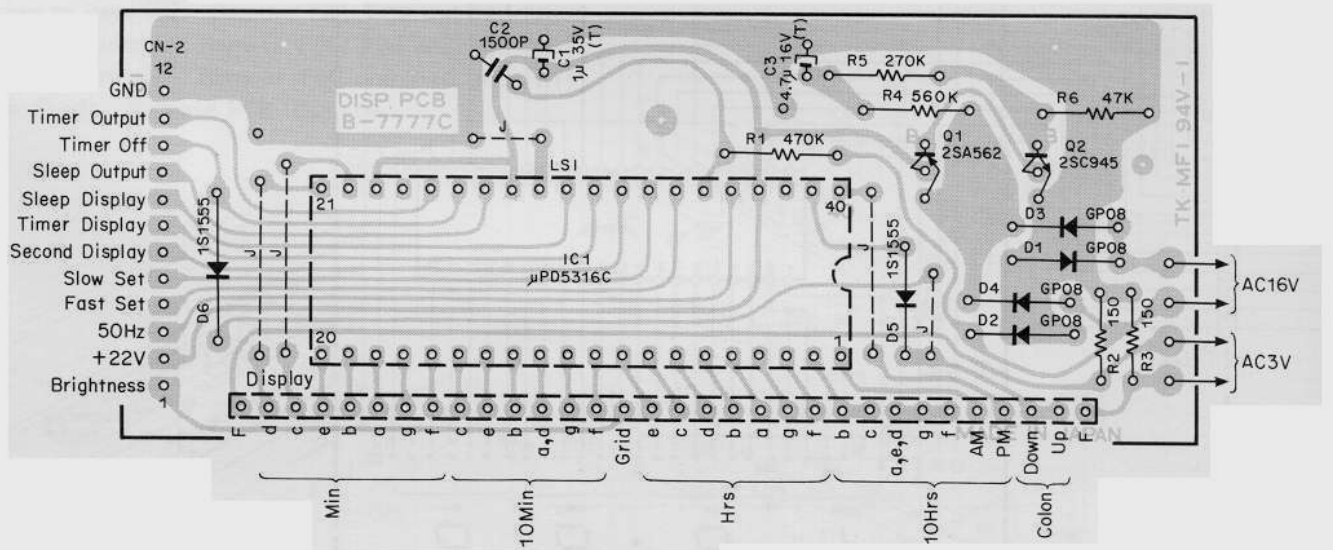 CN-2
12
GND
Timer Output
Timer Off
Sleep Output
Sleep Display
Timer Display
Second Display
Slow Set
Fast Set
50Hz
+22V
Brightness
1
DISP. PCB
B-7777C
C2
1500P
C1
1μ 35V
(T)
C3
4.7μ 16V (T)
R5 270K
R4 560K
R6 47K
R1 470K
B
Q1
2SA562
B
Q2
2SC945
TK·MFI 94V-1
J
LSI
21
40
IC1
μPD5316C
20
1
1S1555
D6
J
J
J
1S1555
D5
J
D3 GP08
D1 GP08
D4 GP08
D2 GP08
150
R2
150
R3
AC16V
AC3V
Display
F
d
c
e
b
a
g
f
c
e
b
a,d
g
f
Grid
e
c
d
b
a
g
f
b
c
a,e,d
g
f
AM
PM
Down
Up
F
MADE IN JAPAN
Min
10Min
Hrs
10Hrs
Colon